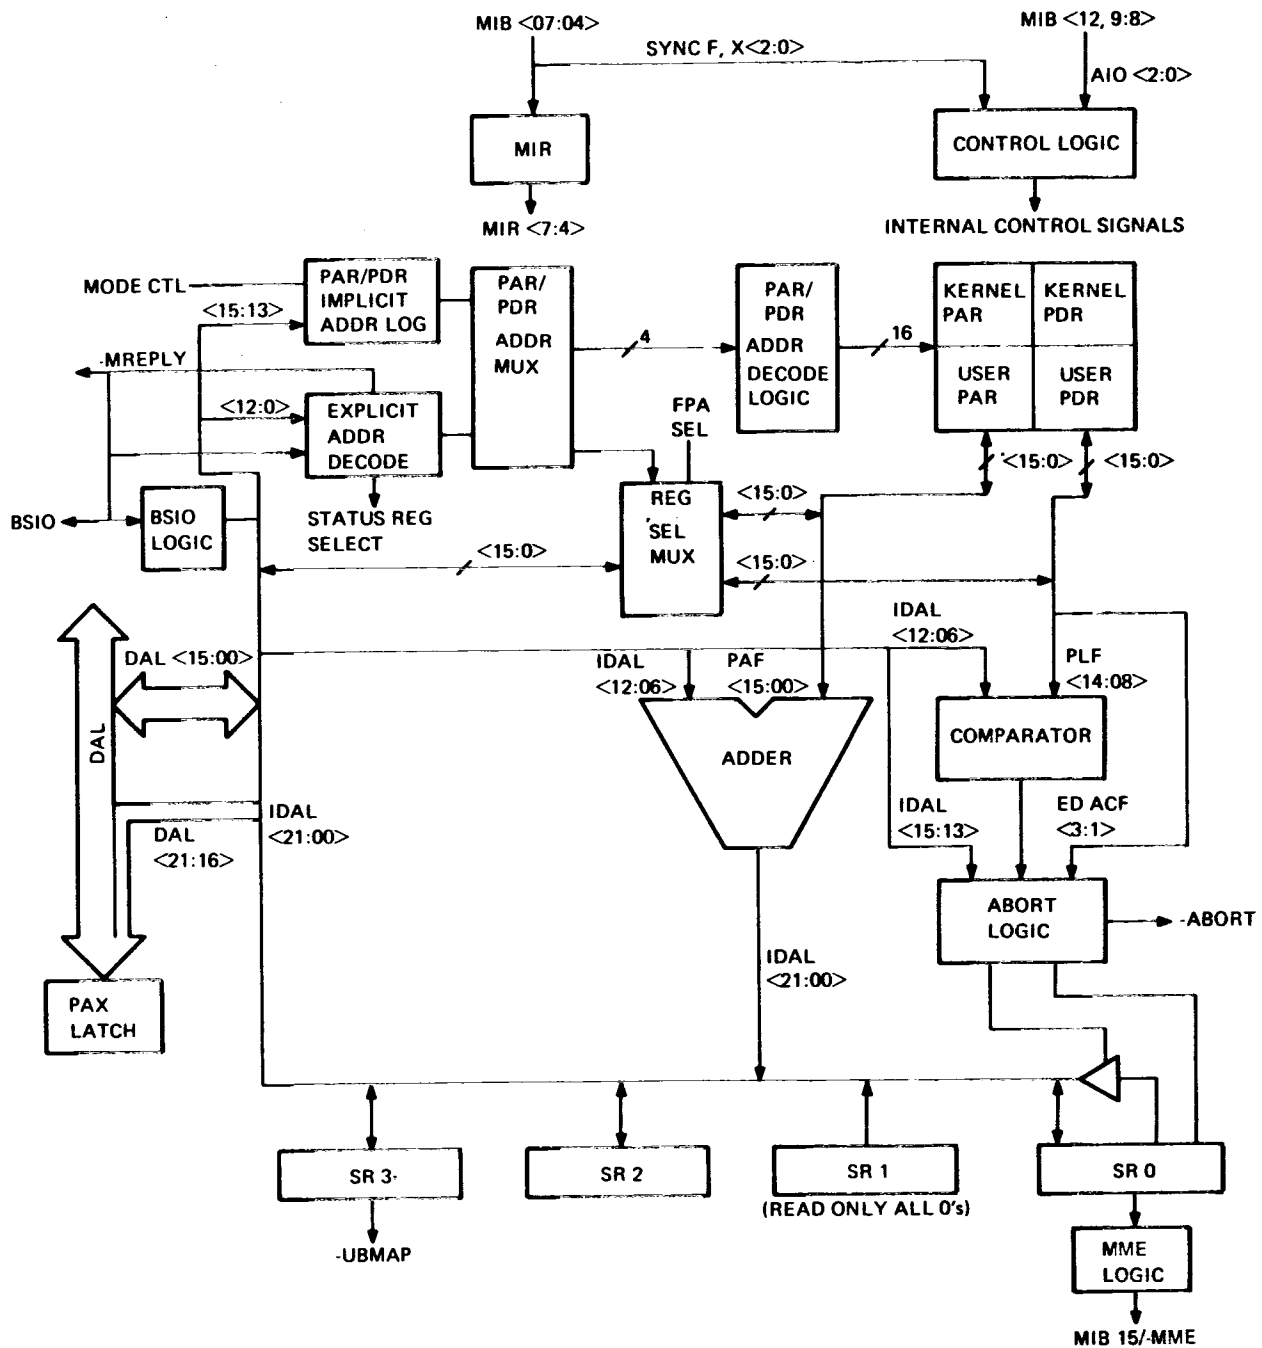 MIB <07:04>
MIB <12, 9:8>
SYNC F, X<2:0>
AIO <2:0>
MIR
CONTROL LOGIC
MIR <7:4>
INTERNAL CONTROL SIGNALS
MODE CTL
PAR/PDR
IMPLICIT
ADDR LOG
<15:13>
PAR/
PDR
ADDR
MUX
4
PAR/
PDR
ADDR
DECODE
LOGIC
16
KERNEL
PAR
KERNEL
PDR
USER
PAR
USER
PDR
-MREPLY
<12:0>
EXPLICIT
ADDR
DECODE
FPA
SEL
<15:0>
<15:0>
BSIO
BSIO
LOGIC
STATUS REG
SELECT
REG
SEL
MUX
<15:0>
<15:0>
<15:0>
IDAL
<12:06>
DAL <15:00>
IDAL
<12:06>
PAF
<15:00>
PLF
<14:08>
DAL
ADDER
COMPARATOR
DAL
<21:16>
IDAL
<21:00>
IDAL
<15:13>
ED ACF
<3:1>
ABORT
LOGIC
-ABORT
IDAL
<21:00>
PAX
LATCH
SR 3
SR 2
SR 1
SR 0
(READ ONLY ALL 0's)
-UBMAP
MME
LOGIC
MIB 15/-MME